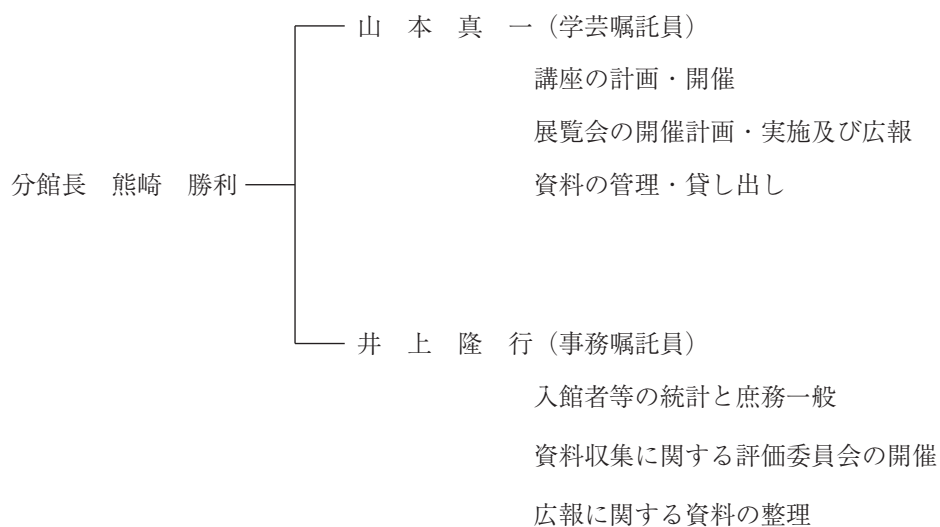 分館長 熊崎 勝利
山 本 真 一（学芸嘱託員）
講座の計画・開催
展覧会の開催計画・実施及び広報
資料の管理・貸し出し
井 上 隆 行（事務嘱託員）
入館者等の統計と庶務一般
資料収集に関する評価委員会の開催
広報に関する資料の整理